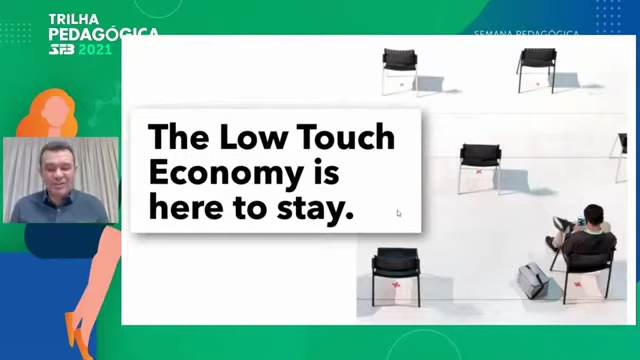 TRILHA
PEDAGÓGICA
SFB 2021
SEMANA PEDAGÓGICA
The Low Touch
Economy is
here to stay.